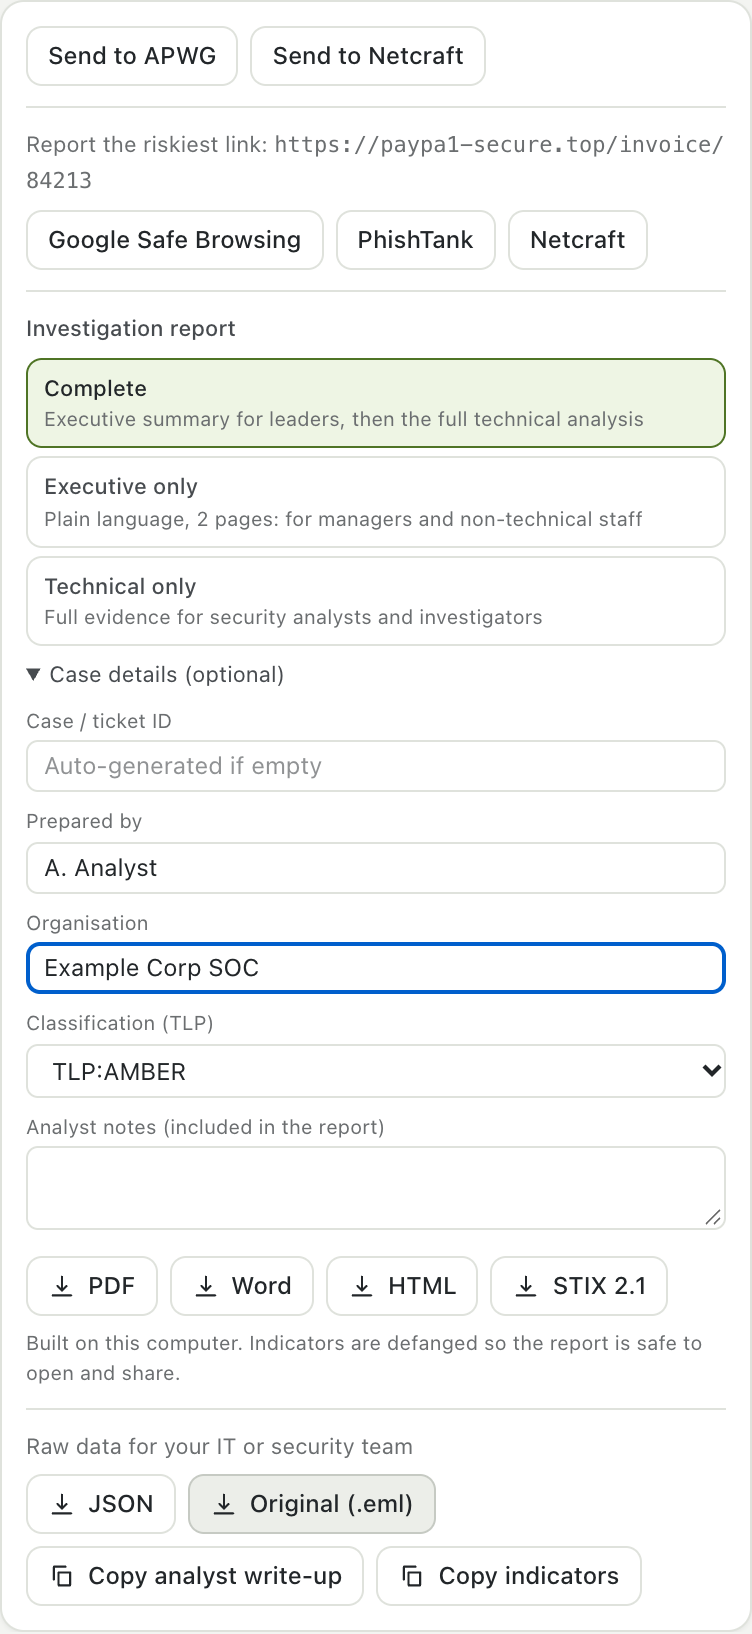 Send to APWG
Send to Netcraft
Report the riskiest link: https://paypa1-secure.top/invoice/
84213
Google Safe Browsing
PhishTank
Netcraft
Investigation report
Complete
Executive summary for leaders, then the full technical analysis
Executive only
Plain language, 2 pages: for managers and non-technical staff
Technical only
Full evidence for security analysts and investigators
▼ Case details (optional)
Case / ticket ID
Auto-generated if empty
Prepared by
A. Analyst
Organisation
Example Corp SOC
Classification (TLP)
TLP:AMBER
Analyst notes (included in the report)
PDF
Word
HTML
STIX 2.1
Built on this computer. Indicators are defanged so the report is safe to
open and share.
Raw data for your IT or security team
JSON
Original (.eml)
Copy analyst write-up
Copy indicators